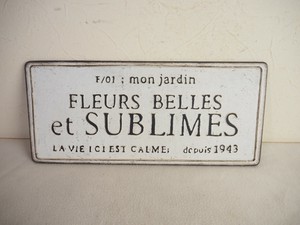 F/01 : mon jardin
FLEURS BELLES
et SUBLIMES
LA VIE ICI EST CALME! depuis 1943